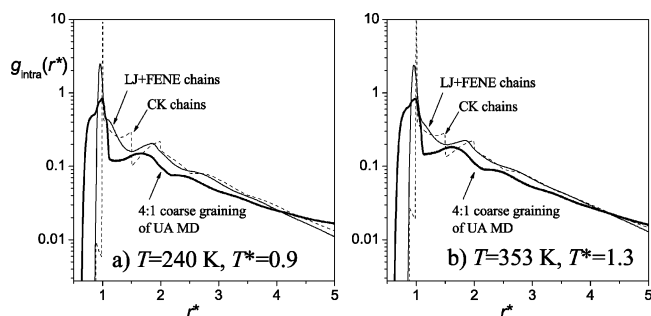 10
1
0.1
0.01
g_intra(r*)
LJ+FENE chains
CK chains
4:1 coarse graining
of UA MD
a) T=240 K, T*=0.9
1 2 3 4 5
r*
10
1
0.1
0.01
LJ+FENE chains
CK chains
4:1 coarse graining
of UA MD
b) T=353 K, T*=1.3
1 2 3 4 5
r*